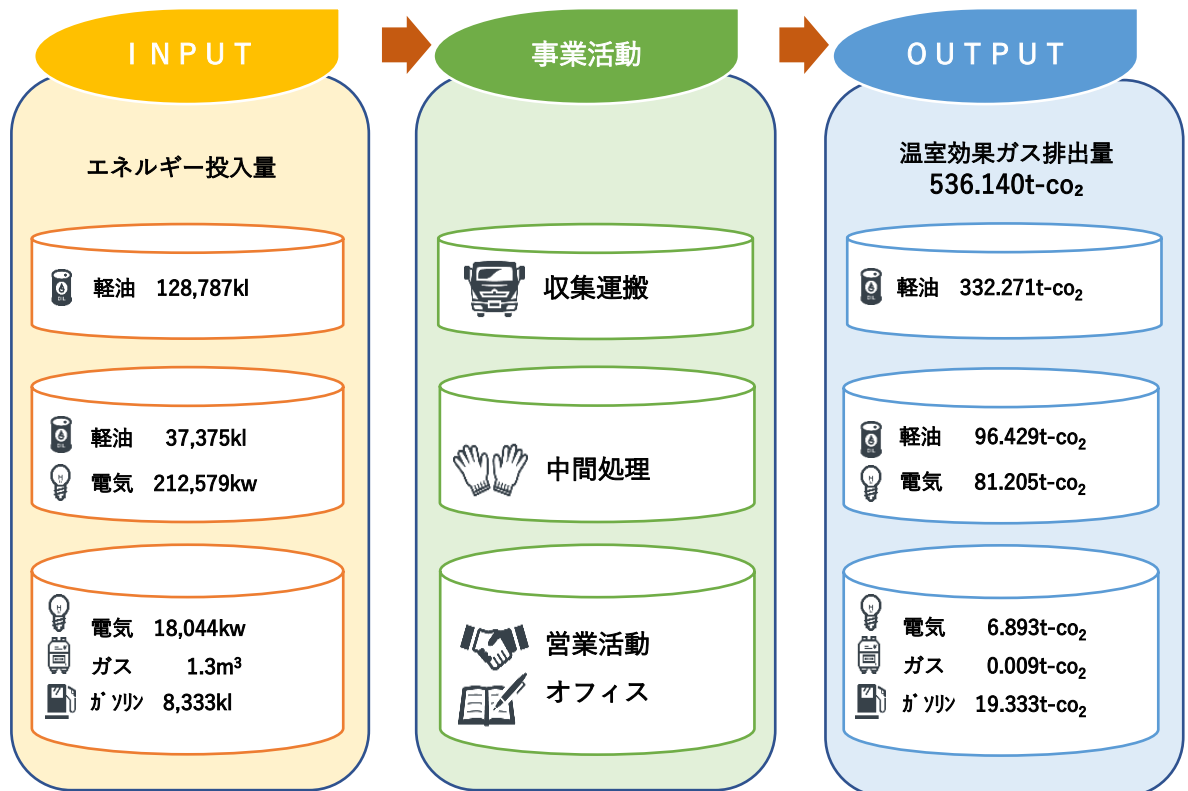 INPUT
エネルギー投入量
軽油 128,787kl
軽油 37,375kl
電気 212,579kw
電気 18,044kw
ガス 1.3m³
ｶﾞｿﾘﾝ 8,333kl
事業活動
収集運搬
中間処理
営業活動
オフィス
OUTPUT
温室効果ガス排出量
536.140t-co₂
軽油 332.271t-co₂
軽油 96.429t-co₂
電気 81.205t-co₂
電気 6.893t-co₂
ガス 0.009t-co₂
ｶﾞｿﾘﾝ 19.333t-co₂